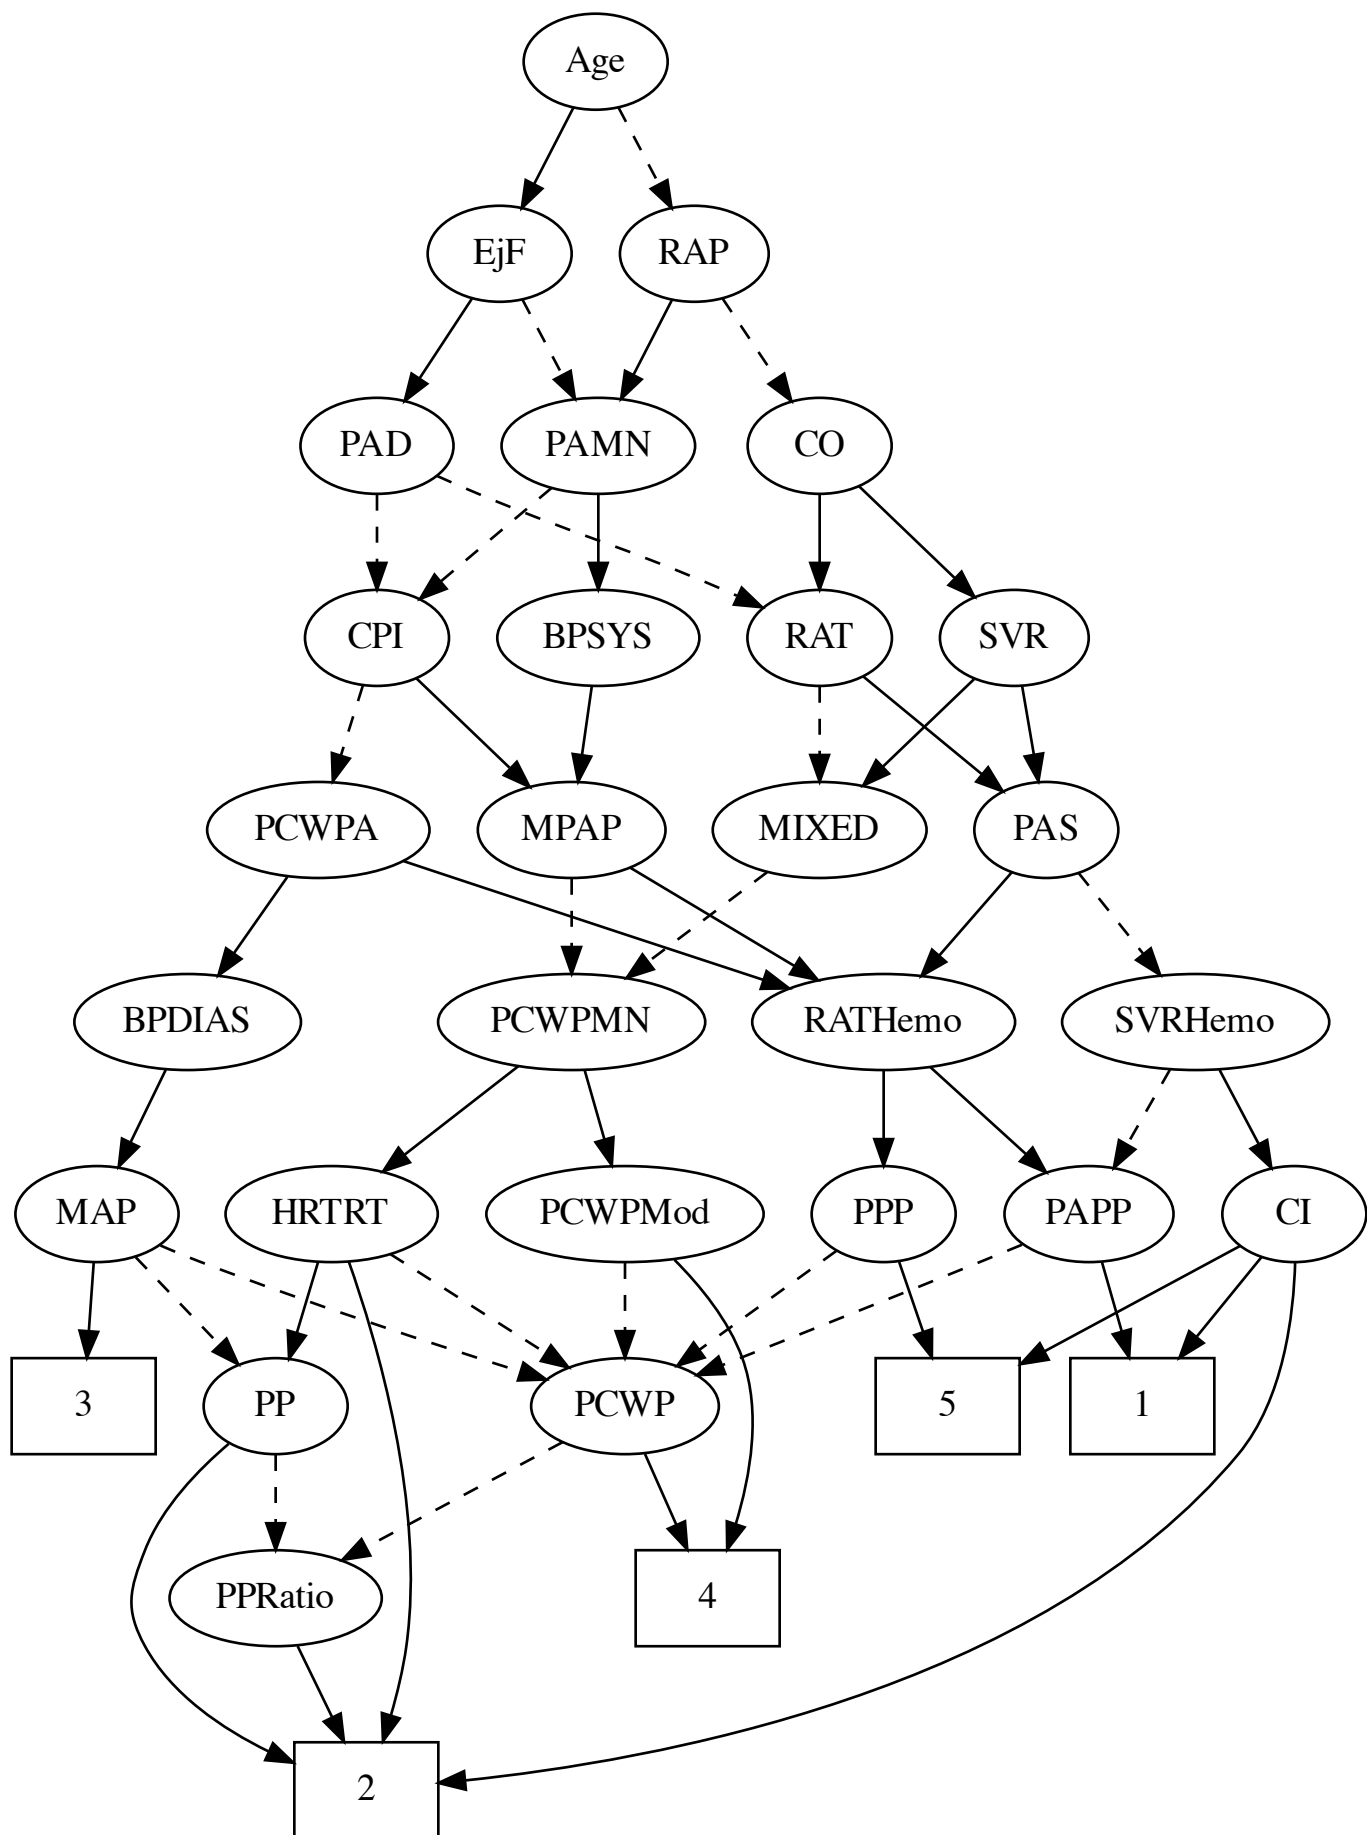 Age
EjF
RAP
PAD
PAMN
CO
CPI
BPSYS
RAT
SVR
PCWPA
MPAP
MIXED
PAS
BPDIAS
PCWPMN
RATHemo
SVRHemo
MAP
HRTRT
PCWPMod
PPP
PAPP
CI
3
PP
PCWP
5
1
PPRatio
4
2